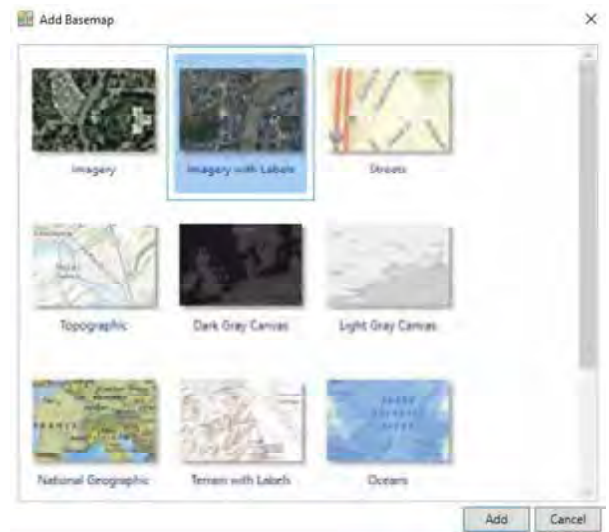 Add Basemap
Imagery
Imagery with Labels
Streets
Topographic
Dark Gray Canvas
Light Gray Canvas
National Geographic
Terrain with Labels
Oceans
Add
Cancel